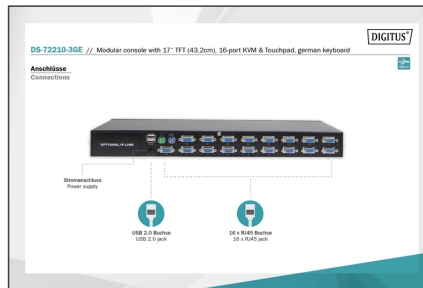 DIGITUS®
DS-72210-3GE // Modular console with 17" TFT (43,2cm), 16-port KVM & Touchpad, german keyboard
Anschlüsse
Connections
OPTIONAL IP LINK
Stromanschluss
Power supply
USB 2.0 Buchse
USB 2.0 jack
16 x RJ45 Buchse
16 x RJ45 jack